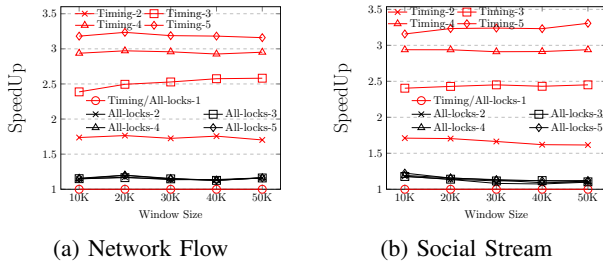 Timing-2 Timing-3
Timing-4 Timing-5
Timing/All-locks-1
All-locks-2 All-locks-3
All-locks-4 All-locks-5
SpeedUp
3.5
3
2.5
2
1.5
1
10K 20K 30K 40K 50K
Window Size
(a) Network Flow
Timing-2 Timing-3
Timing-4 Timing-5
Timing/All-locks-1
All-locks-2 All-locks-3
All-locks-4 All-locks-5
SpeedUp
3.5
3
2.5
2
1.5
1
10K 20K 30K 40K 50K
Window Size
(b) Social Stream